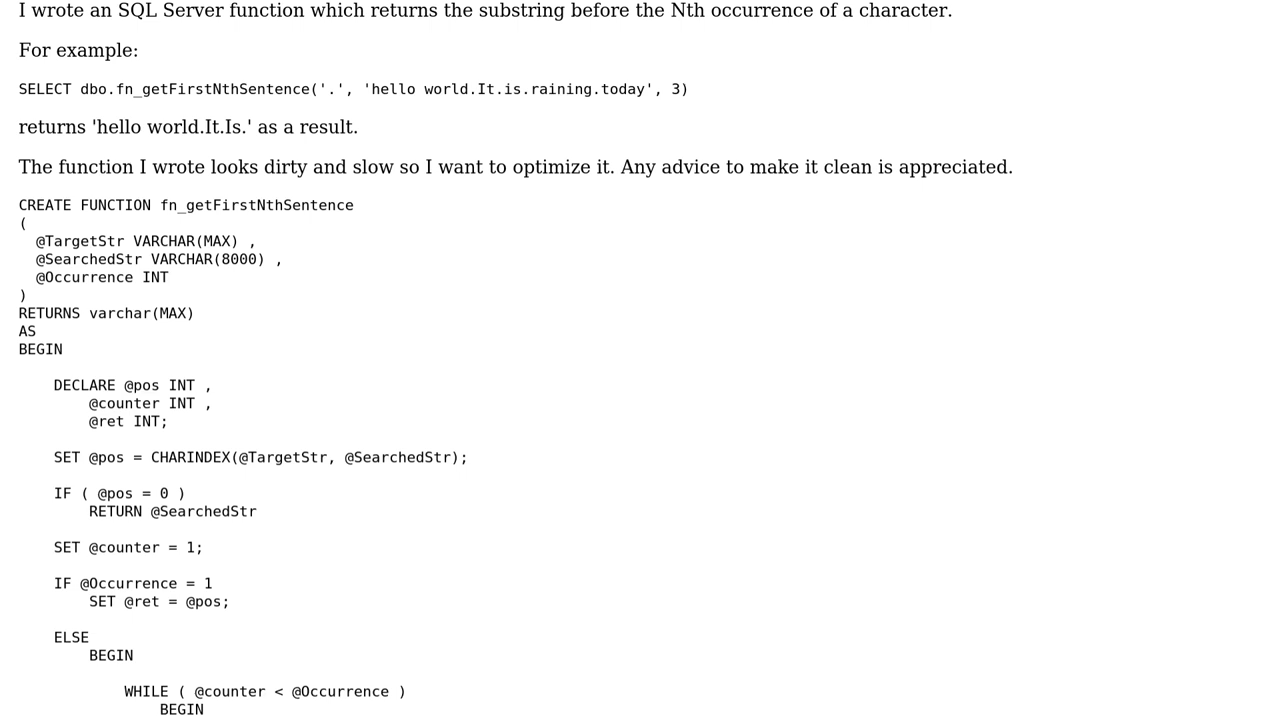 I wrote an SQL Server function which returns the substring before the Nth occurrence of a character.
For example:
SELECT dbo.fn_getFirstNthSentence('.', 'hello world.It.is.raining.today', 3)
returns 'hello world.It.Is.' as a result.
The function I wrote looks dirty and slow so I want to optimize it. Any advice to make it clean is appreciated.
CREATE FUNCTION fn_getFirstNthSentence
(
  @TargetStr VARCHAR(MAX) ,
  @SearchedStr VARCHAR(8000) ,
  @Occurrence INT
)
RETURNS varchar(MAX)
AS
BEGIN
    DECLARE @pos INT ,
        @counter INT ,
        @ret INT;
    SET @pos = CHARINDEX(@TargetStr, @SearchedStr);
    IF ( @pos = 0 )
        RETURN @SearchedStr
    SET @counter = 1;
    IF @Occurrence = 1
        SET @ret = @pos;
    ELSE
        BEGIN
            WHILE ( @counter < @Occurrence )
                BEGIN